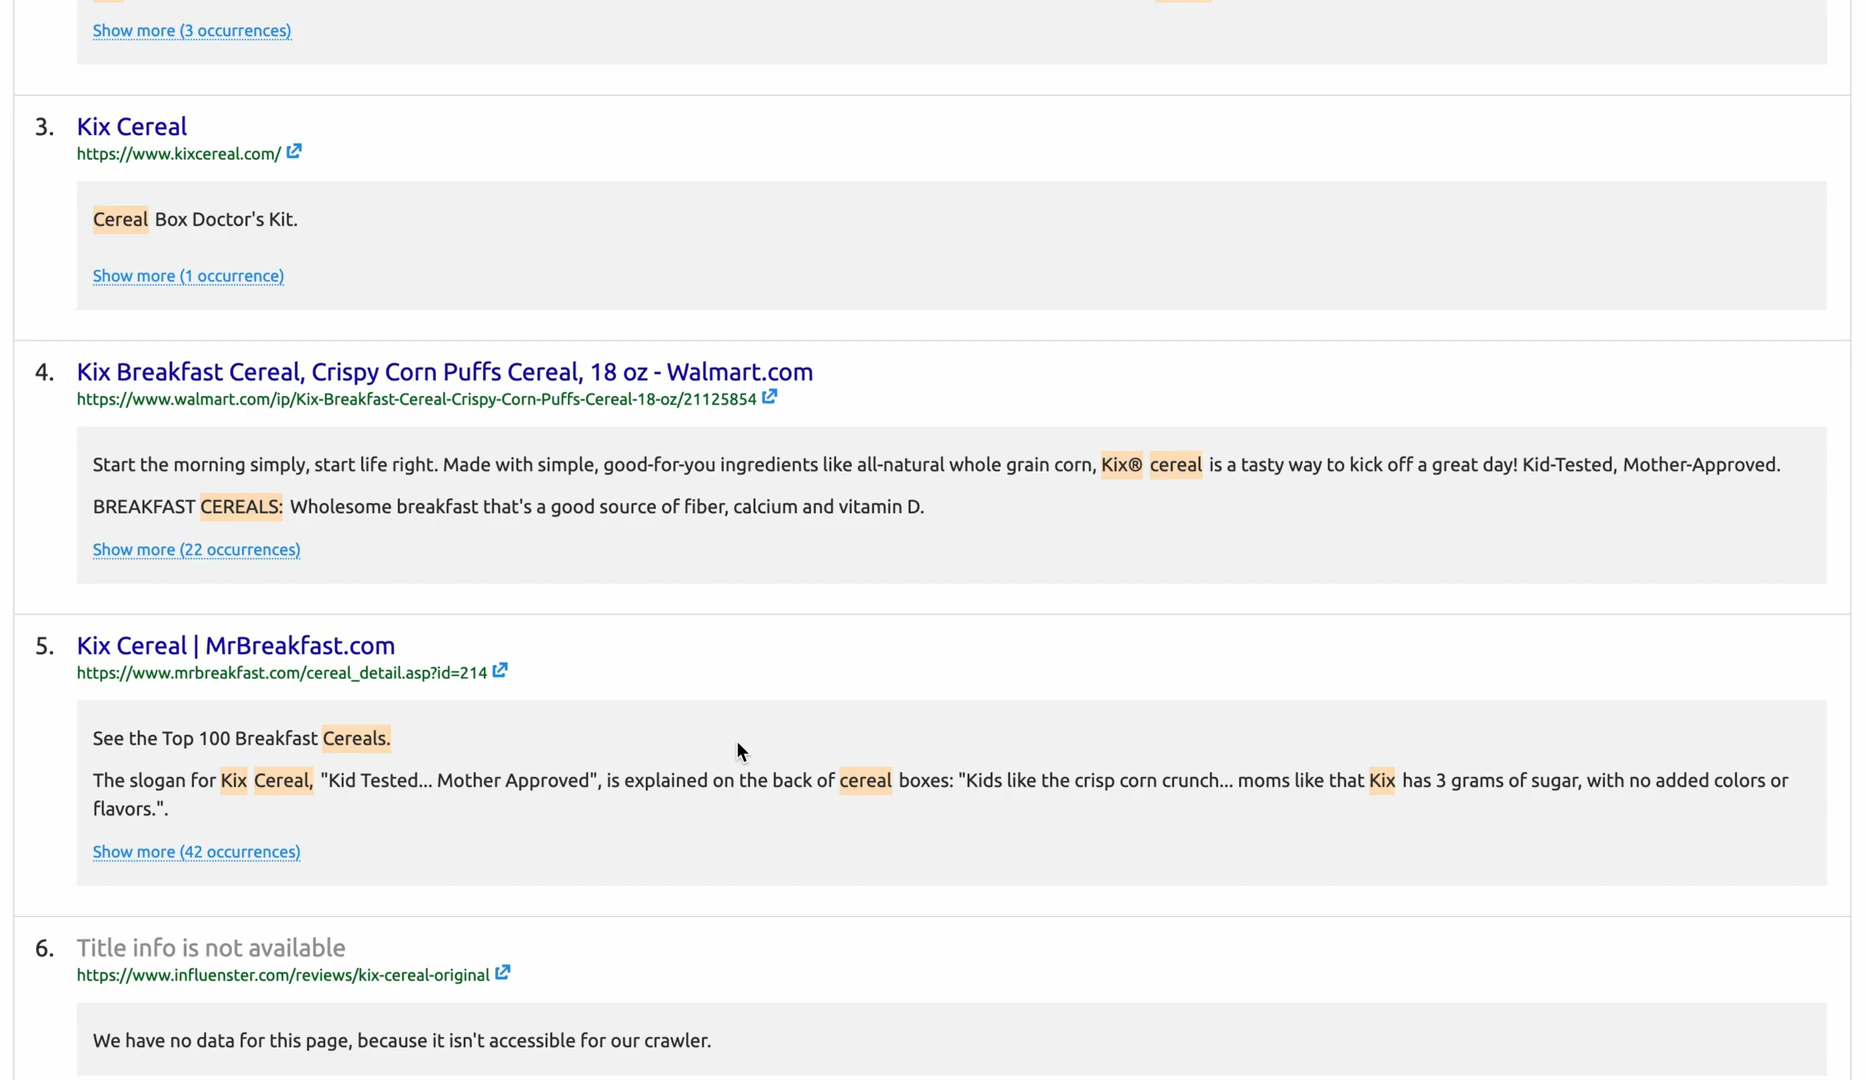 Show more (3 occurrences)
3. Kix Cereal
https://www.kixcereal.com/
Cereal Box Doctor's Kit.
Show more (1 occurrence)
4. Kix Breakfast Cereal, Crispy Corn Puffs Cereal, 18 oz - Walmart.com
https://www.walmart.com/ip/Kix-Breakfast-Cereal-Crispy-Corn-Puffs-Cereal-18-oz/21125854
Start the morning simply, start life right. Made with simple, good-for-you ingredients like all-natural whole grain corn, Kix® cereal is a tasty way to kick off a great day! Kid-Tested, Mother-Approved.
BREAKFAST CEREALS: Wholesome breakfast that's a good source of fiber, calcium and vitamin D.
Show more (22 occurrences)
5. Kix Cereal | MrBreakfast.com
https://www.mrbreakfast.com/cereal_detail.asp?id=214
See the Top 100 Breakfast Cereals.
The slogan for Kix Cereal, "Kid Tested... Mother Approved", is explained on the back of cereal boxes: "Kids like the crisp corn crunch... moms like that Kix has 3 grams of sugar, with no added colors or
flavors.".
Show more (42 occurrences)
6. Title info is not available
https://www.influenster.com/reviews/kix-cereal-original
We have no data for this page, because it isn't accessible for our crawler.